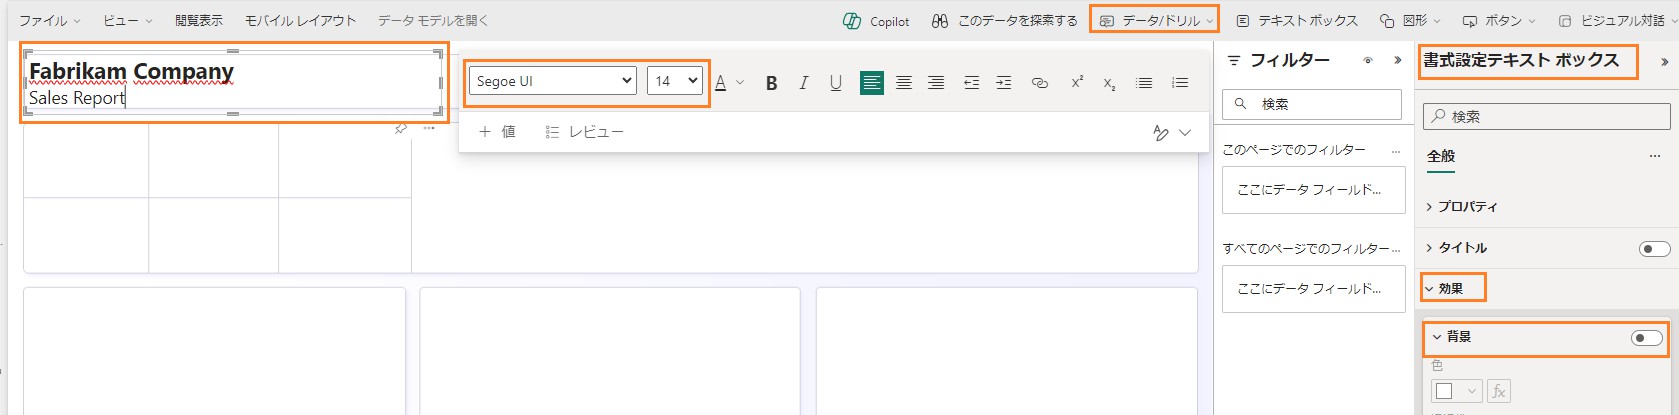 ファイル ビュー 閲覧表示 モバイル レイアウト データ モデルを開く Copilot このデータを探索する データ/ドリル テキスト ボックス 図形 ボタン ビジュアル対話
Fabrikam Company
Sales Report
Segoe UI 14 A B I U x² x₂
値 レビュー
フィルター
検索
このページでのフィルター ...
ここにデータ フィールド...
すべてのページでのフィルター ...
ここにデータ フィールド...
書式設定テキスト ボックス
検索
全般 ...
プロパティ
タイトル
効果
背景
色
fx